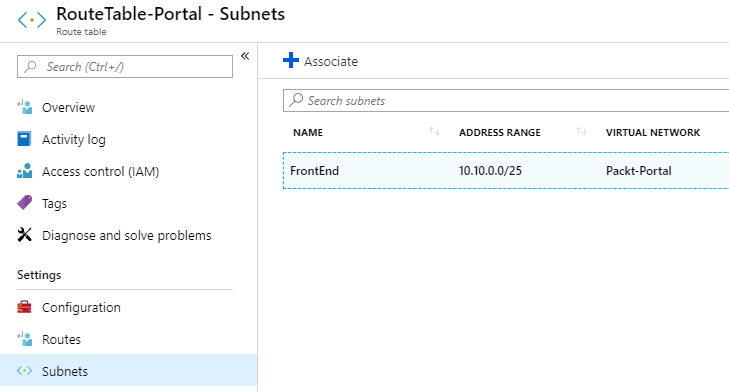 RouteTable-Portal - Subnets
Route table
Search (Ctrl+/)
«
Overview
Activity log
Access control (IAM)
Tags
Diagnose and solve problems
Settings
Configuration
Routes
Subnets
Associate
Search subnets
NAME ADDRESS RANGE VIRTUAL NETWORK
FrontEnd 10.10.0.0/25 Packt-Portal